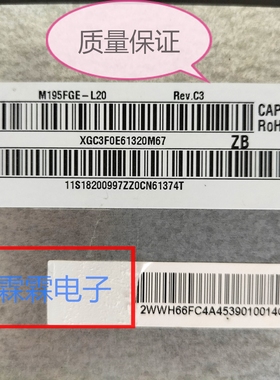 质量保证
M195FGE-L20 Rev.C3
CAP
XGC3F0E61320M67 ZB
RoH
11S18200997ZZ0CN61374T
霖霖电子
2WWH66FC4A4539010014